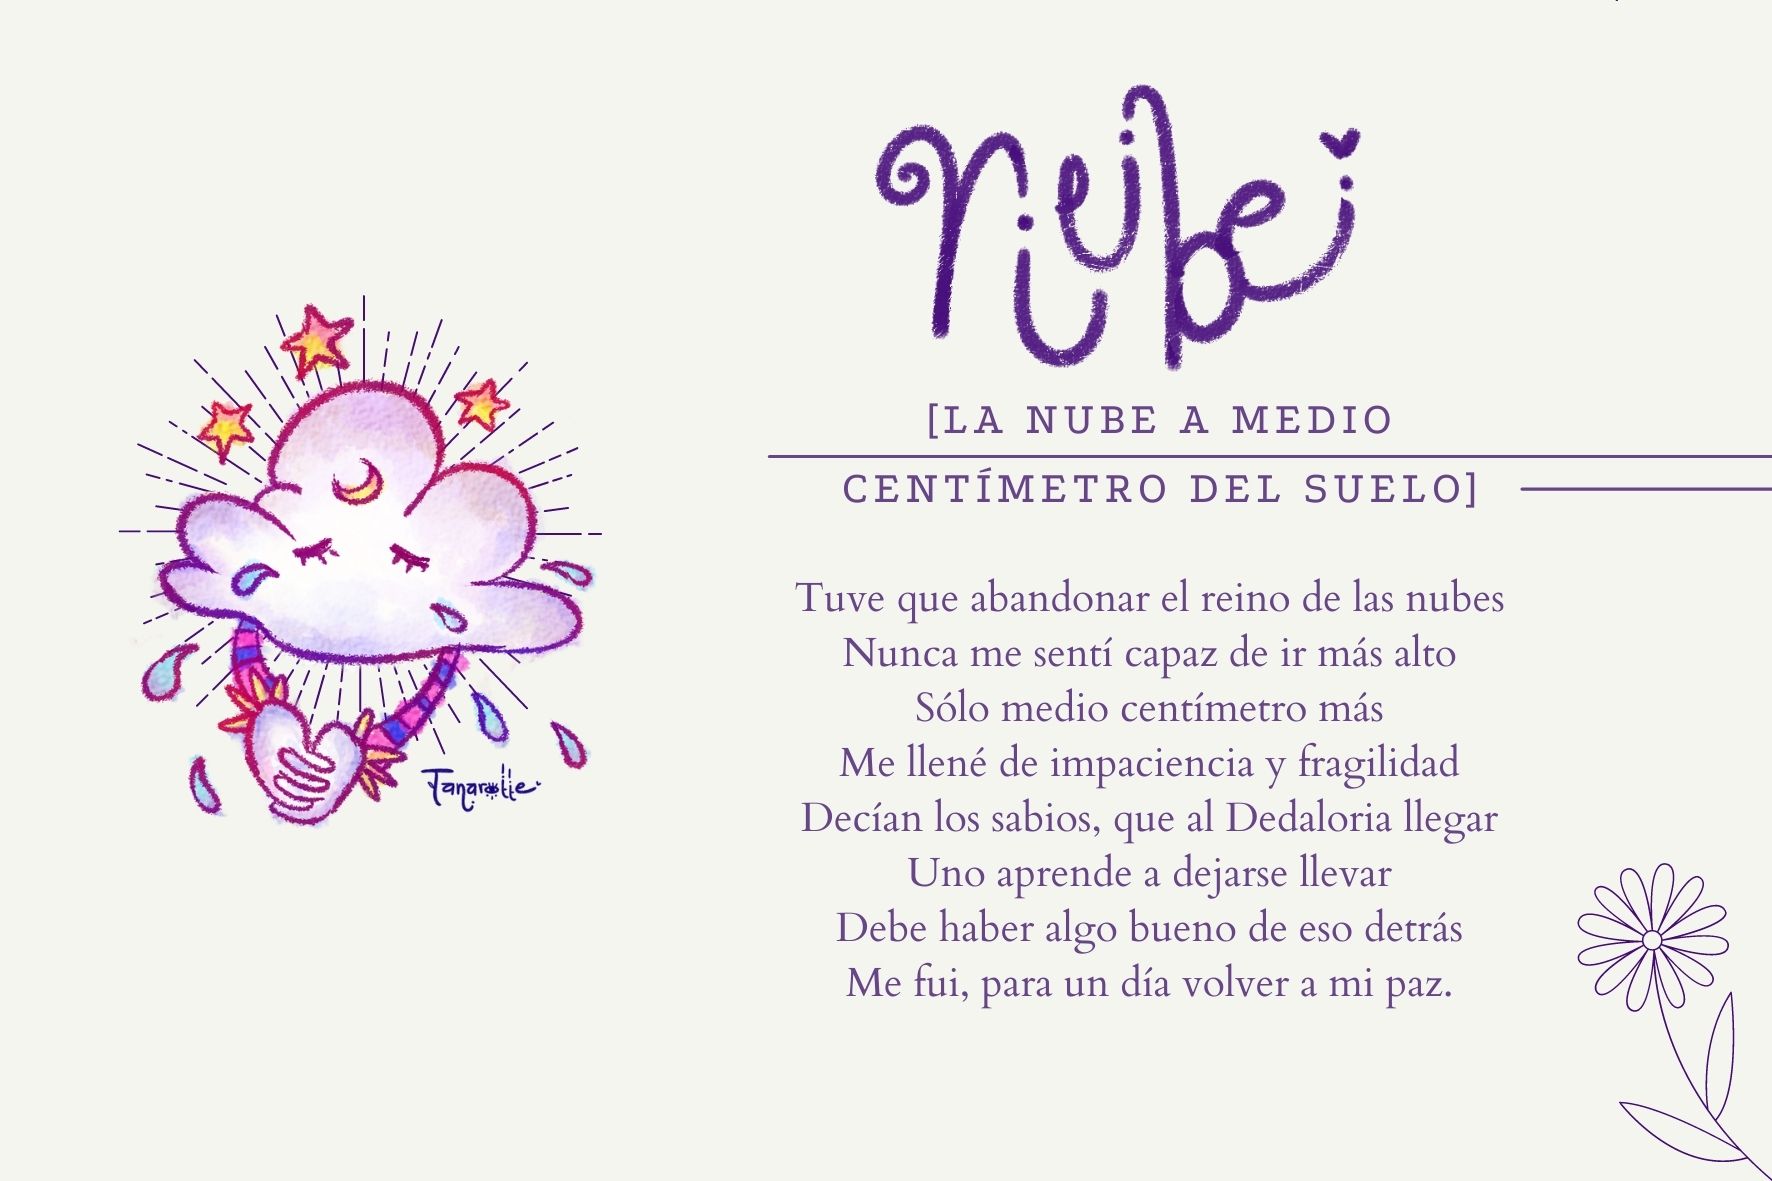 Niube
[LA NUBE A MEDIO
CENTÍMETRO DEL SUELO]
Tuve que abandonar el reino de las nubes
Nunca me sentí capaz de ir más alto
Sólo medio centímetro más
Me llené de impaciencia y fragilidad
Decían los sabios, que al Dedaloria llegar
Uno aprende a dejarse llevar
Debe haber algo bueno de eso detrás
Me fui, para un día volver a mi paz.